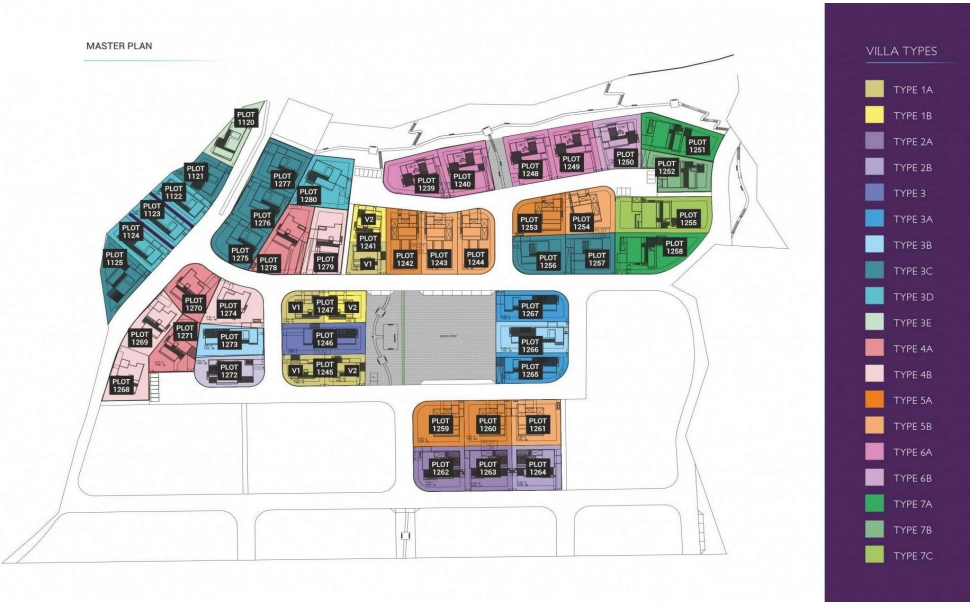 MASTER PLAN
PLOT
1120
PLOT
1121
PLOT
1122
PLOT
1123
PLOT
1124
PLOT
1125
PLOT
1277
PLOT
1280
PLOT
1276
PLOT
1275
PLOT
1278
PLOT
1279
PLOT
1239
PLOT
1240
PLOT
1248
PLOT
1249
PLOT
1250
PLOT
1251
PLOT
1252
V2
PLOT
1241
V1
PLOT
1242
PLOT
1243
PLOT
1244
PLOT
1253
PLOT
1254
PLOT
1255
PLOT
1256
PLOT
1257
PLOT
1258
PLOT
1270
PLOT
1274
PLOT
1269
PLOT
1271
PLOT
1273
PLOT
1272
PLOT
1268
V1
PLOT
1247
V2
PLOT
1246
V1
PLOT
1245
V2
PLOT
1267
PLOT
1266
PLOT
1265
PLOT
1259
PLOT
1260
PLOT
1261
PLOT
1262
PLOT
1263
PLOT
1264
VILLA TYPES
TYPE 1A
TYPE 1B
TYPE 2A
TYPE 2B
TYPE 3
TYPE 3A
TYPE 3B
TYPE 3C
TYPE 3D
TYPE 3E
TYPE 4A
TYPE 4B
TYPE 5A
TYPE 5B
TYPE 6A
TYPE 6B
TYPE 7A
TYPE 7B
TYPE 7C